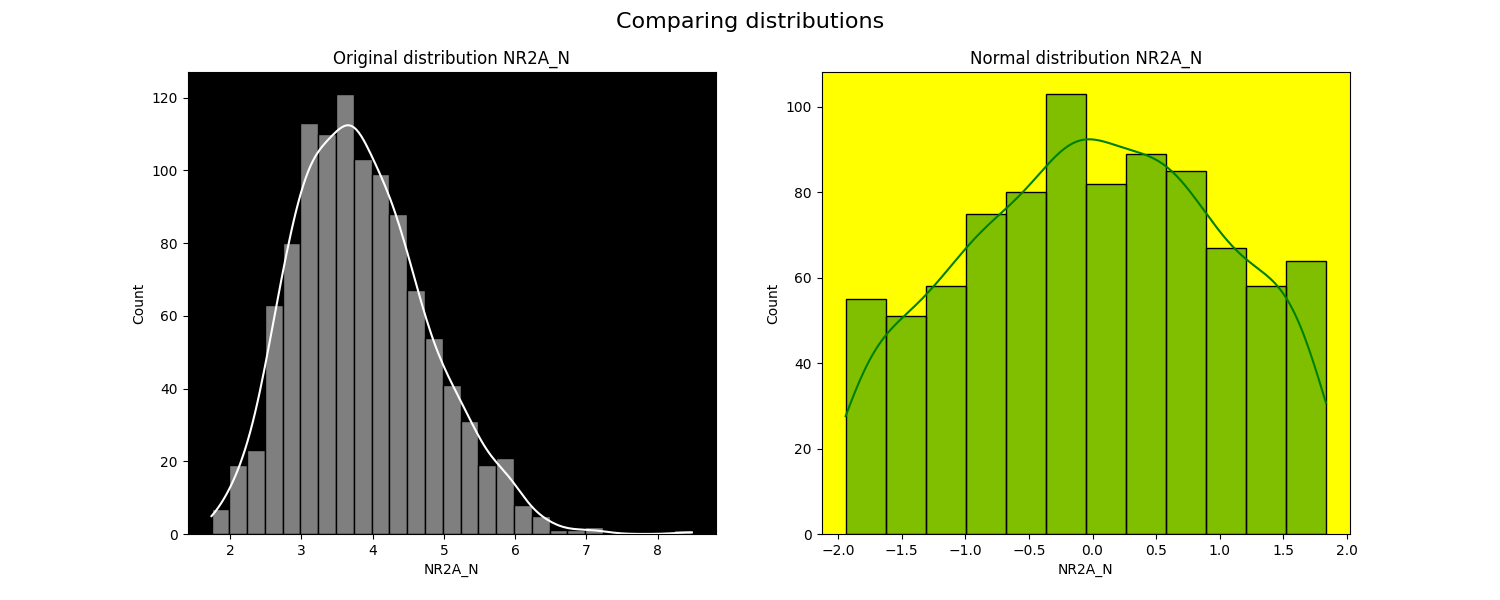 Comparing distributions
Original distribution NR2A_N
120
100
80
60
40
20
0
Count
2 3 4 5 6 7 8
NR2A_N
Normal distribution NR2A_N
100
80
60
40
20
0
Count
−2.0 −1.5 −1.0 −0.5 0.0 0.5 1.0 1.5 2.0
NR2A_N